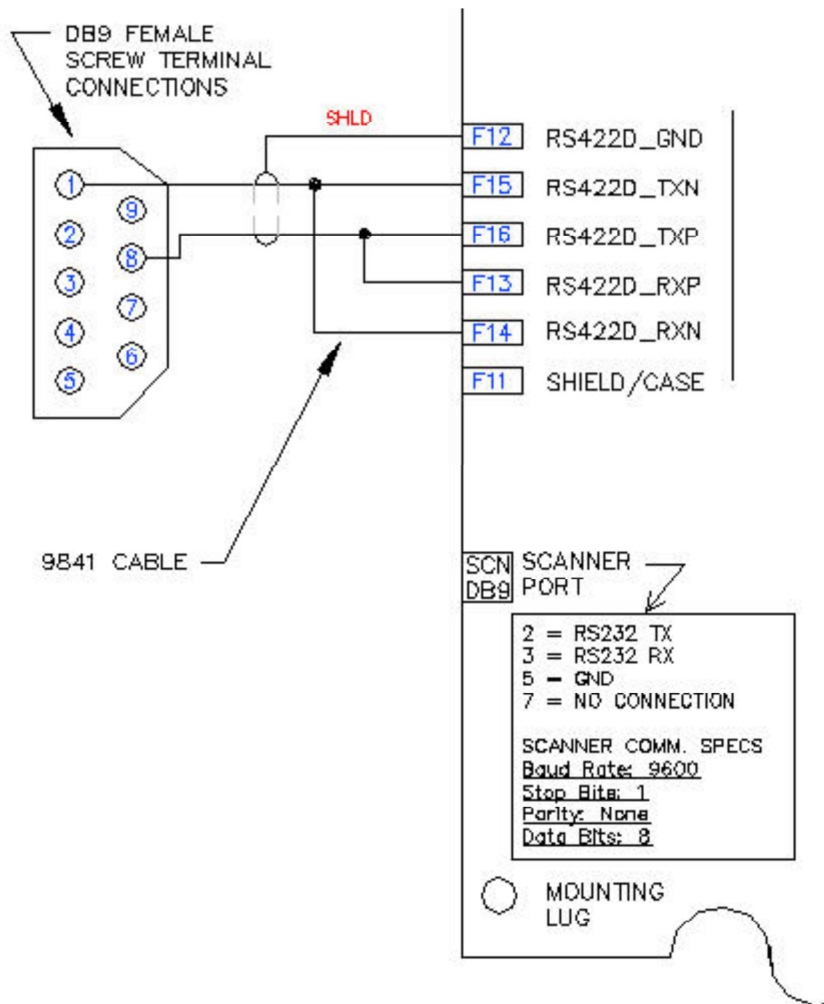 DB9 FEMALE
SCREW TERMINAL
CONNECTIONS
SHLD
1
9
2
8
3
7
4
6
5
F12 RS422D_GND
F15 RS422D_TXN
F16 RS422D_TXP
F13 RS422D_RXP
F14 RS422D_RXN
F11 SHIELD/CASE
9841 CABLE
SCN
DB9
SCANNER
PORT
2 = RS232 TX
3 = RS232 RX
5 = GND
7 = NO CONNECTION
SCANNER COMM. SPECS
Baud Rate: 9600
Stop Bits: 1
Parity: None
Data Bits: 8
MOUNTING
LUG